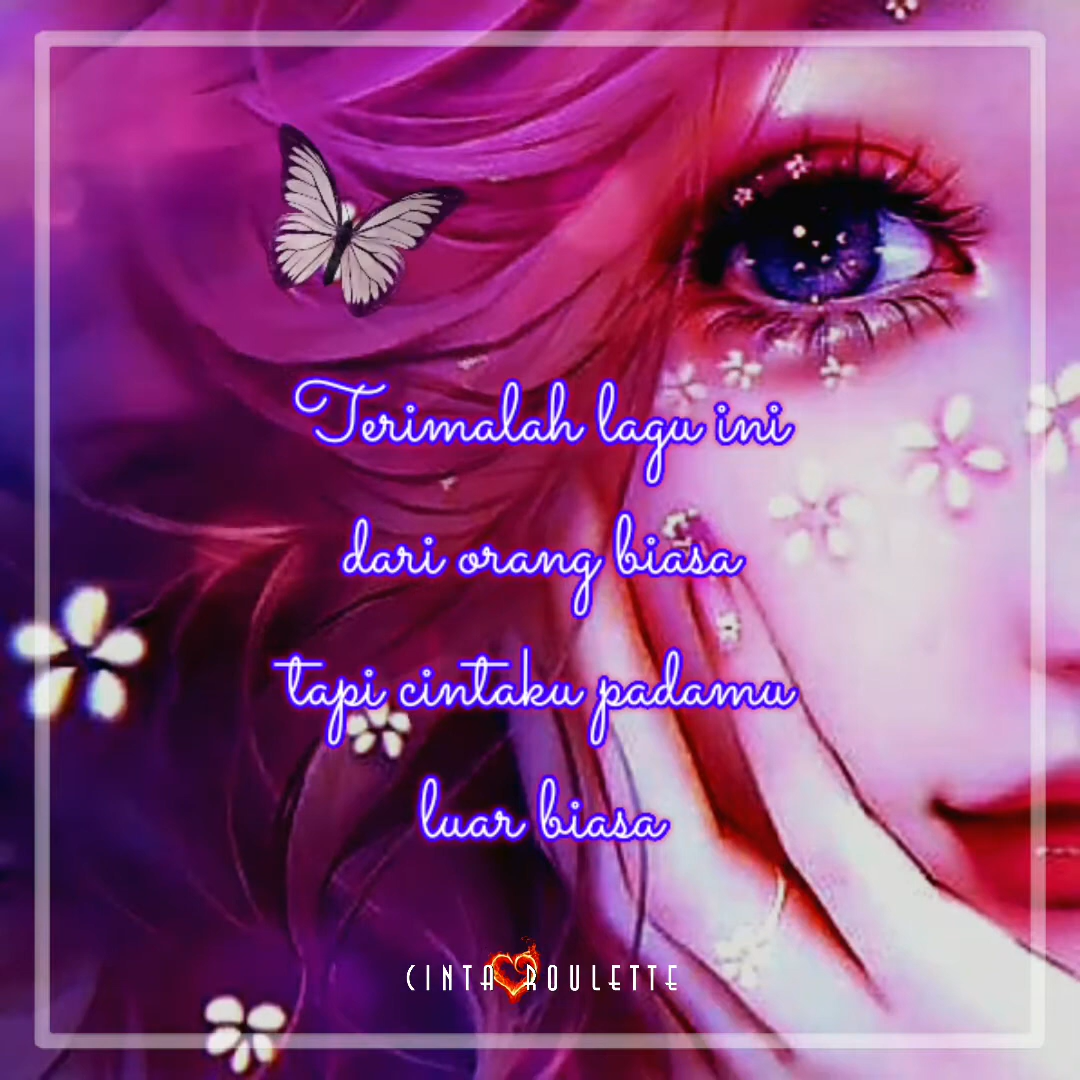 Terimalah lagu ini
dari orang biasa
tapi cintaku padamu
luar biasa
CINTA ROULETTE